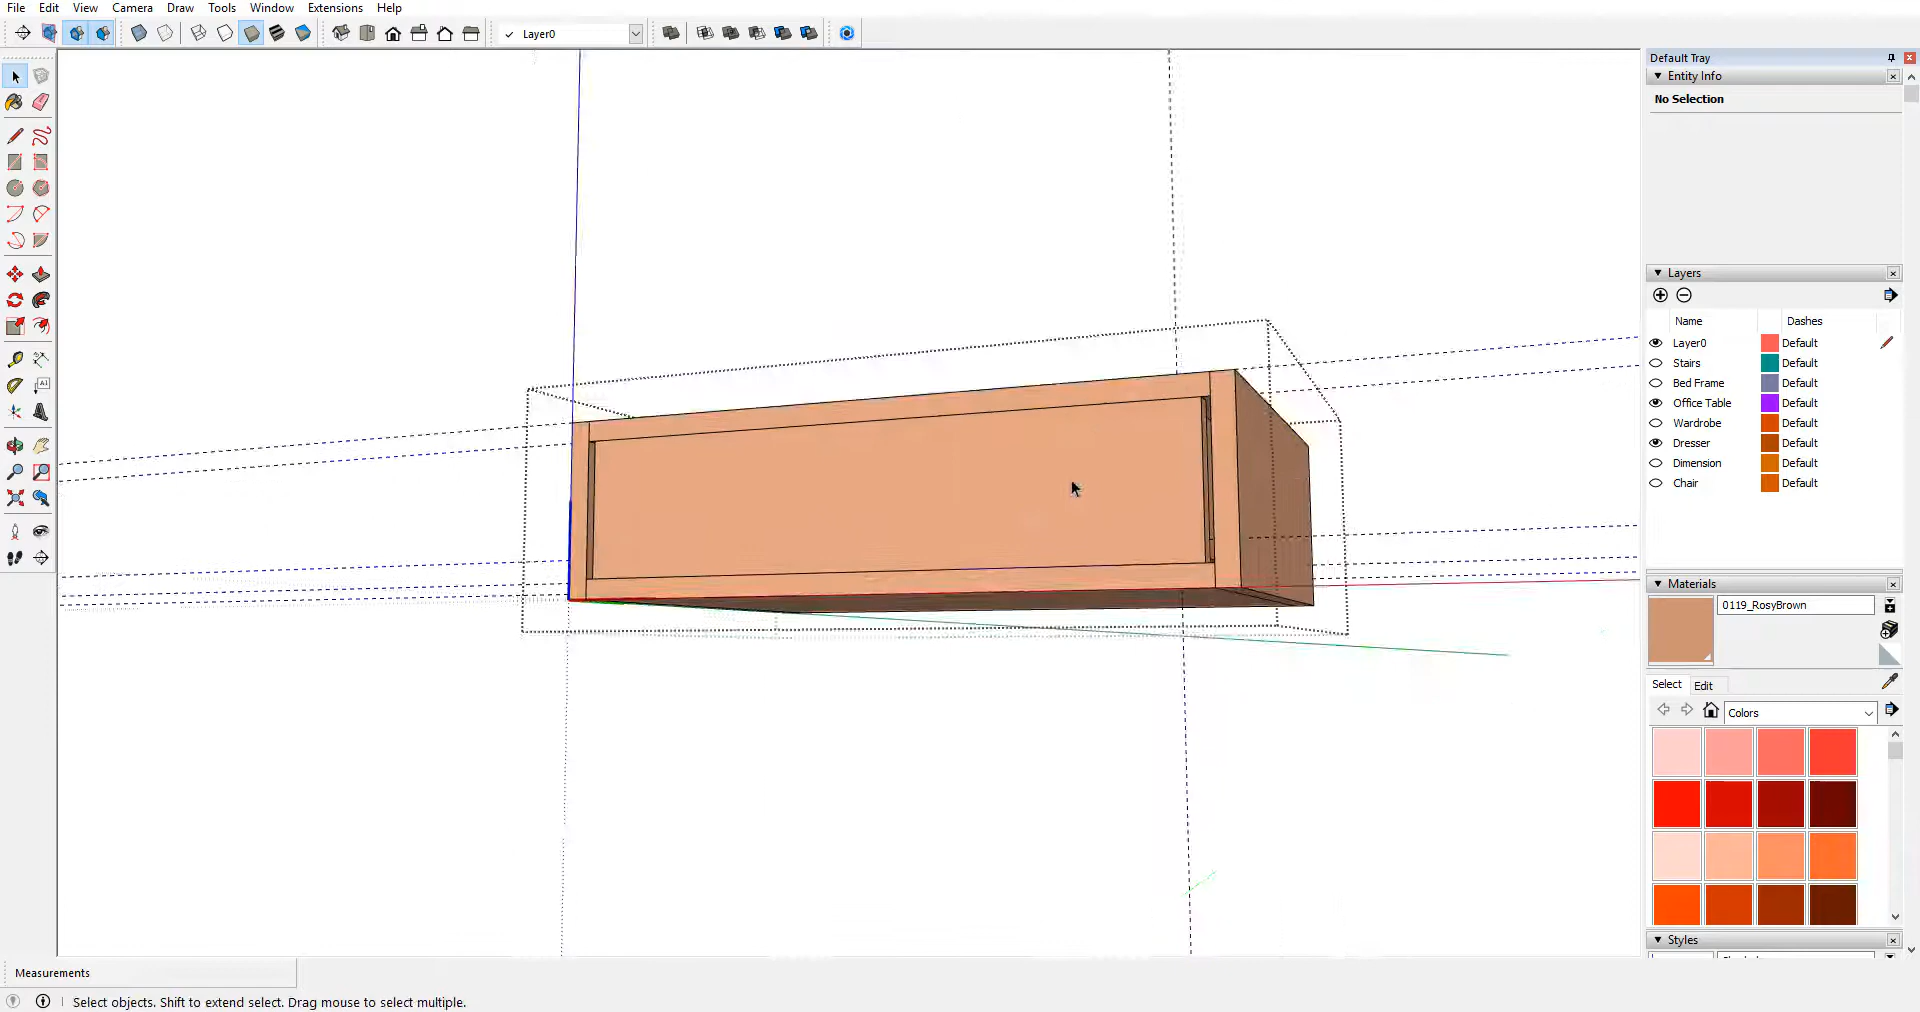 File Edit View Camera Draw Tools Window Extensions Help
Layer0
Default Tray
Entity Info
No Selection
Layers
Name Dashes
Layer0 Default
Stairs Default
Bed Frame Default
Office Table Default
Wardrobe Default
Dresser Default
Dimension Default
Chair Default
Materials
0119_RosyBrown
Select Edit
Colors
Styles
Measurements
Select objects. Shift to extend select. Drag mouse to select multiple.